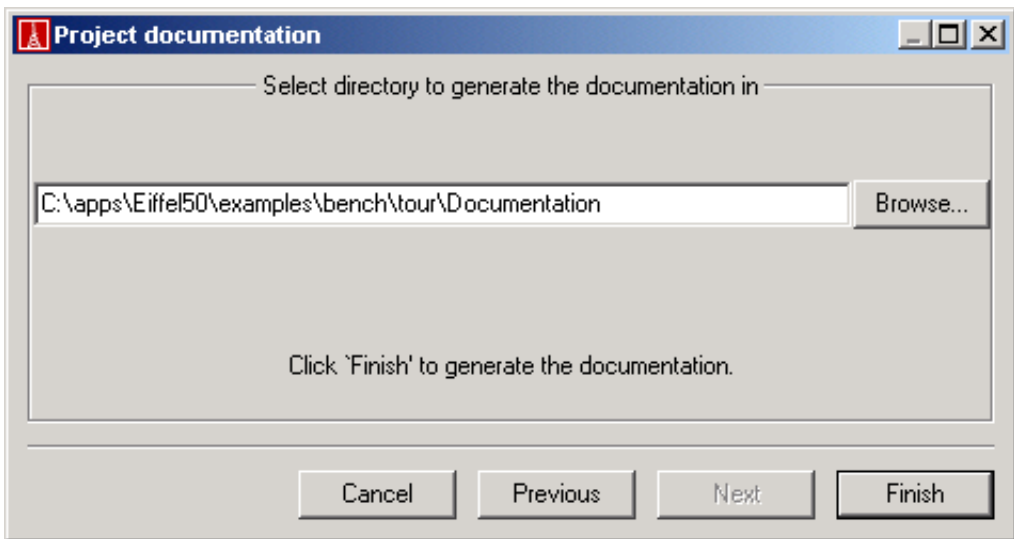 Project documentation
Select directory to generate the documentation in
C:\apps\Eiffel50\examples\bench\tour\Documentation
Browse...
Click `Finish' to generate the documentation.
Cancel
Previous
Next
Finish